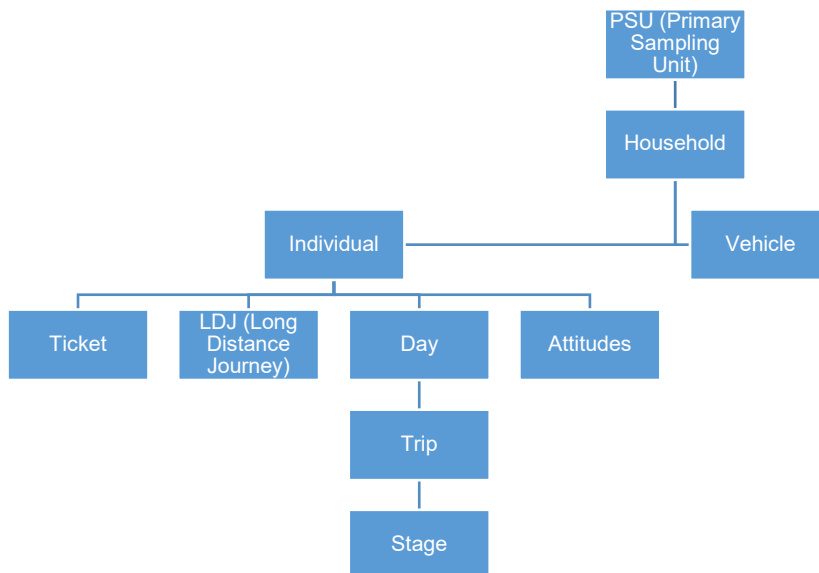 PSU (Primary
Sampling
Unit)
Household
Individual
Vehicle
Ticket
LDJ (Long
Distance
Journey)
Day
Attitudes
Trip
Stage